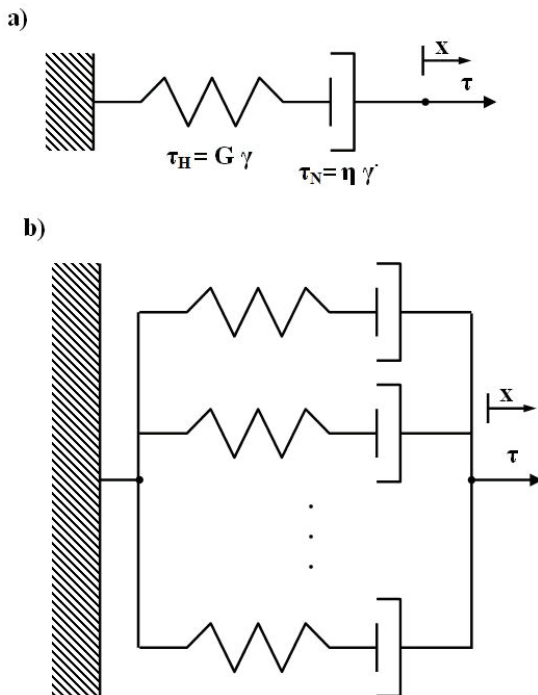 a)
x
τ
τH = G γ
τN = η γ̇
b)
x
τ